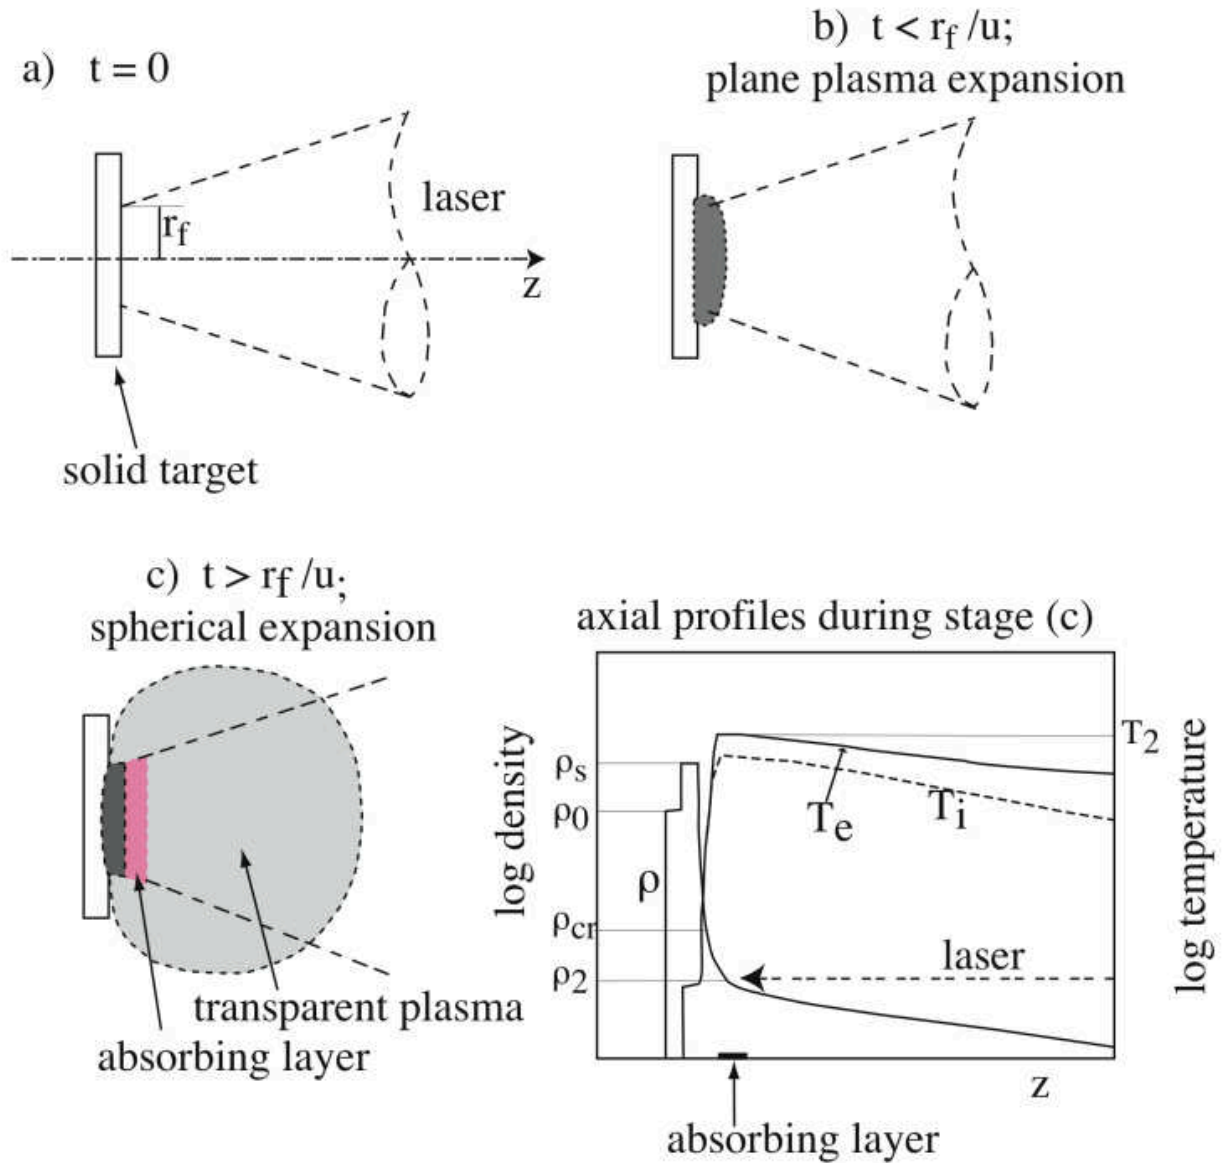 a) t = 0
r_f
laser
z
solid target
b) t < r_f /u;
plane plasma expansion
c) t > r_f /u;
spherical expansion
transparent plasma
absorbing layer
axial profiles during stage (c)
log density
ρ_s
ρ_0
ρ
ρ_cr
ρ_2
T_2
T_e
T_i
laser
log temperature
z
absorbing layer